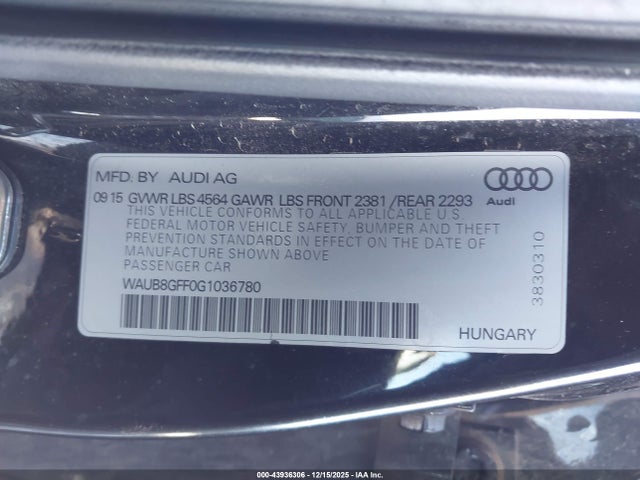 MFD. BY AUDI AG
Audi
09 15 GVWR LBS 4564 GAWR LBS FRONT 2381 /REAR 2293
THIS VEHICLE CONFORMS TO ALL APPLICABLE U.S
FEDERAL MOTOR VEHICLE SAFETY, BUMPER AND THEFT
PREVENTION STANDARDS IN EFFECT ON THE DATE OF
MANUFACTURE SHOWN ABOVE
PASSENGER CAR
WAUB8GFF0G1036780
HUNGARY
3830310
000-43936306 - 12/15/2025 - IAA Inc.